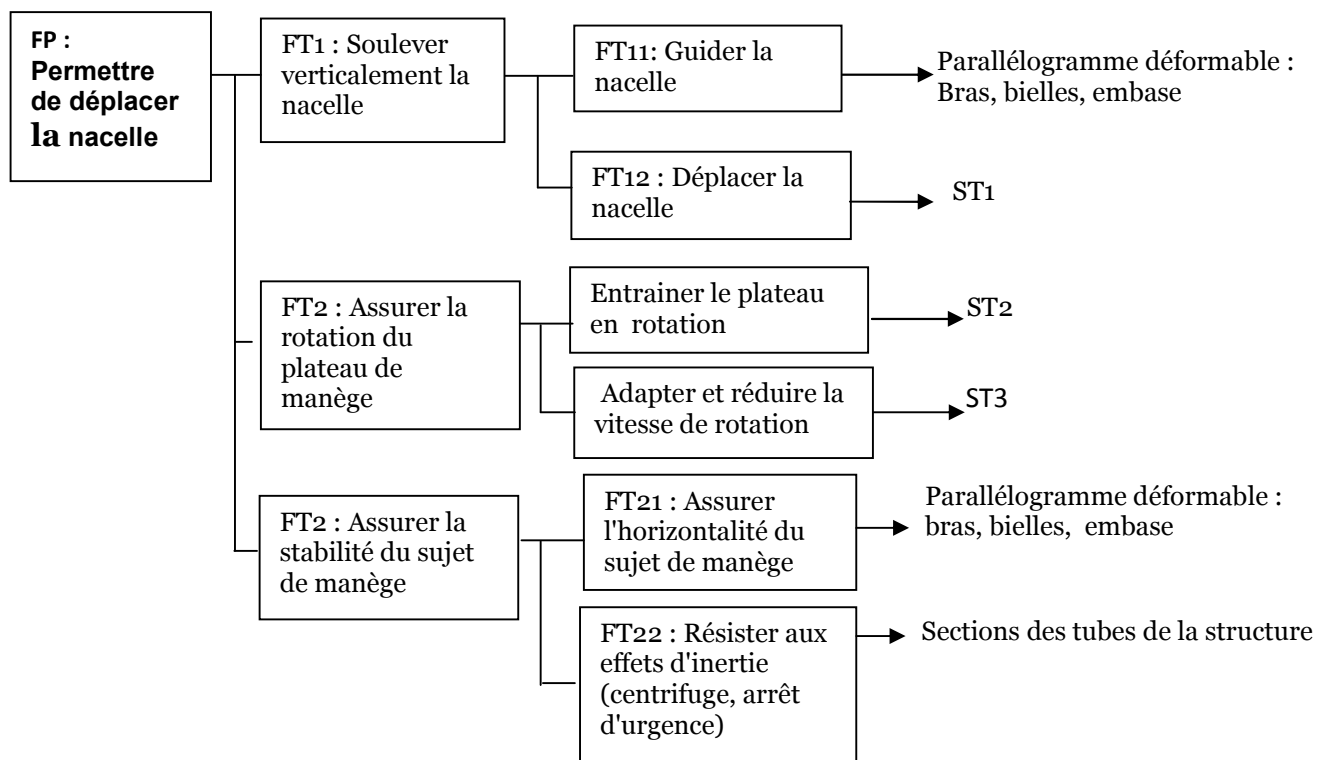 FP :
Permettre
de déplacer
la nacelle
FT1 : Soulever
verticalement la
nacelle
FT11: Guider la
nacelle
Parallélogramme déformable :
Bras, bielles, embase
FT12 : Déplacer la
nacelle
ST1
FT2 : Assurer la
rotation du
plateau de
manège
Entrainer le plateau
en rotation
ST2
Adapter et réduire la
vitesse de rotation
ST3
FT2 : Assurer la
stabilité du sujet
de manège
FT21 : Assurer
l'horizontalité du
sujet de manège
Parallélogramme déformable :
bras, bielles, embase
FT22 : Résister aux
effets d'inertie
(centrifuge, arrêt
d'urgence)
Sections des tubes de la structure